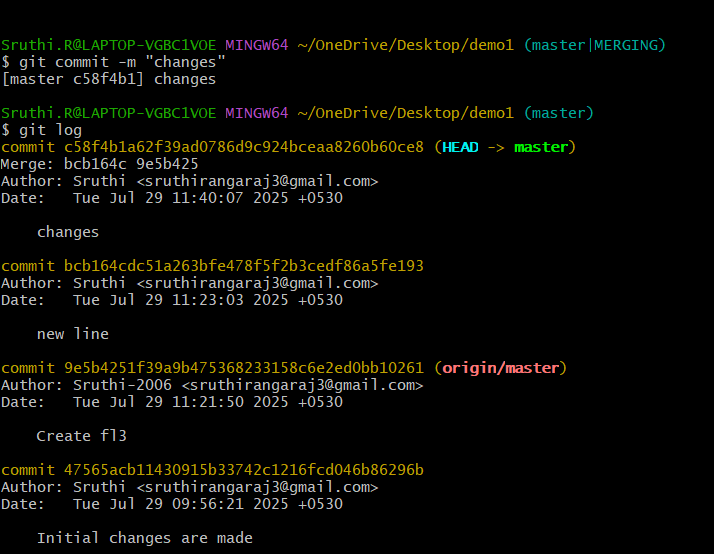 Sruthi.R@LAPTOP-VGBC1VOE MINGW64 ~/OneDrive/Desktop/demo1 (master|MERGING)
$ git commit -m "changes"
[master c58f4b1] changes
Sruthi.R@LAPTOP-VGBC1VOE MINGW64 ~/OneDrive/Desktop/demo1 (master)
$ git log
commit c58f4b1a62f39ad0786d9c924bceaa8260b60ce8 (HEAD -> master)
Merge: bcb164c 9e5b425
Author: Sruthi <sruthirangaraj3@gmail.com>
Date:   Tue Jul 29 11:40:07 2025 +0530
    changes
commit bcb164cdc51a263bfe478f5f2b3cedf86a5fe193
Author: Sruthi <sruthirangaraj3@gmail.com>
Date:   Tue Jul 29 11:23:03 2025 +0530
    new line
commit 9e5b4251f39a9b475368233158c6e2ed0bb10261 (origin/master)
Author: Sruthi-2006 <sruthirangaraj3@gmail.com>
Date:   Tue Jul 29 11:21:50 2025 +0530
    Create fl3
commit 47565acb11430915b33742c1216fcd046b86296b
Author: Sruthi <sruthirangaraj3@gmail.com>
Date:   Tue Jul 29 09:56:21 2025 +0530
    Initial changes are made